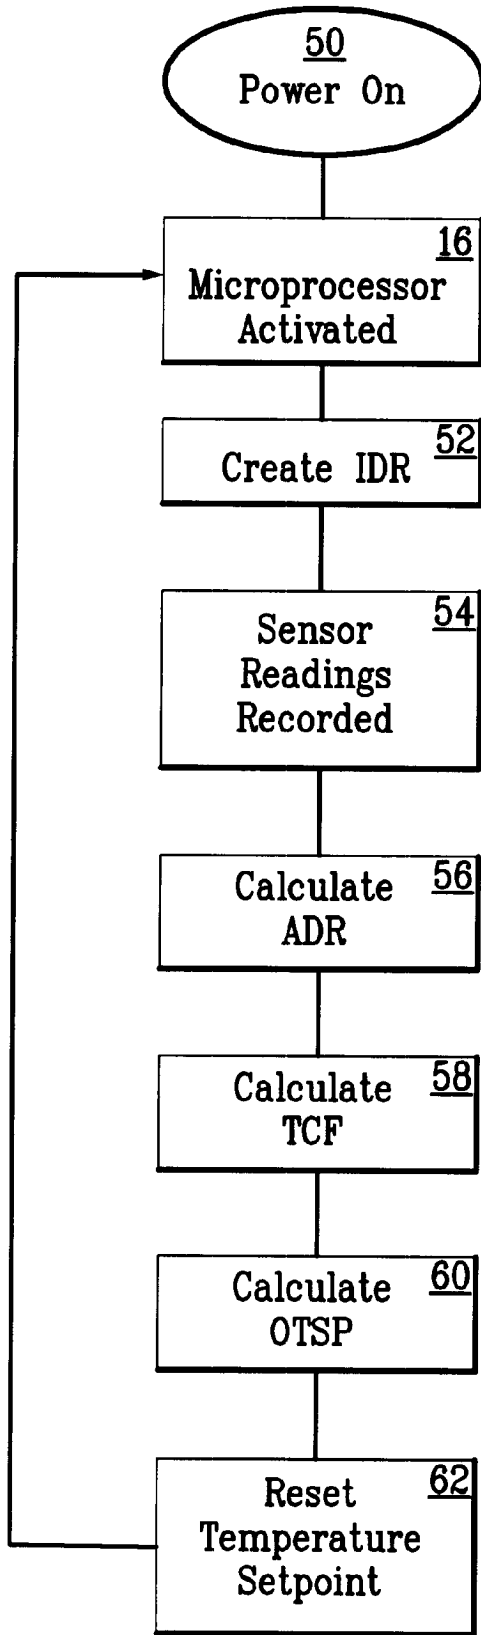 50
Power On
16
Microprocessor
Activated
52
Create IDR
54
Sensor
Readings
Recorded
56
Calculate
ADR
58
Calculate
TCF
60
Calculate
OTSP
62
Reset
Temperature
Setpoint